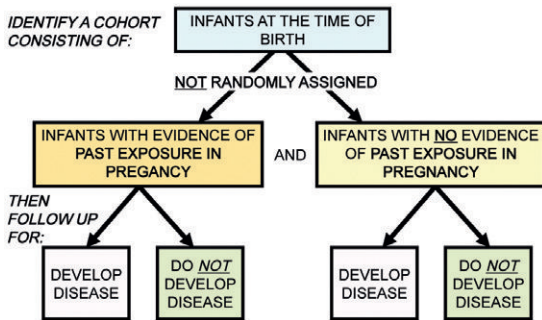 IDENTIFY A COHORT
CONSISTING OF:
INFANTS AT THE TIME OF
BIRTH
NOT RANDOMLY ASSIGNED
INFANTS WITH EVIDENCE OF
PAST EXPOSURE IN
PREGANCY
AND
INFANTS WITH NO EVIDENCE
OF PAST EXPOSURE IN
PREGNANCY
THEN
FOLLOW UP
FOR:
DEVELOP
DISEASE
DO NOT
DEVELOP
DISEASE
DEVELOP
DISEASE
DO NOT
DEVELOP
DISEASE